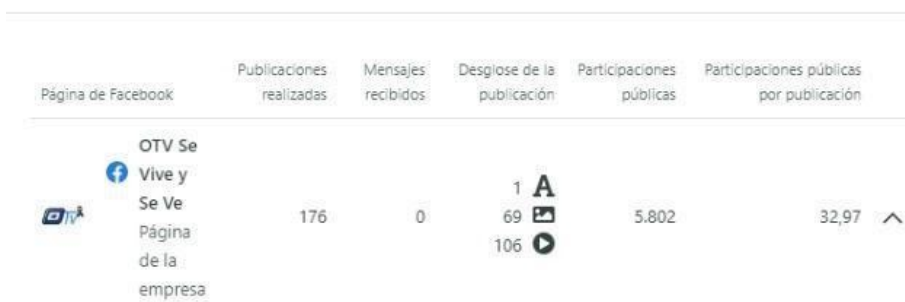 Publicaciones Mensajes Desglose de la Participaciones Participaciones públicas
Página de Facebook realizadas recibidos publicación públicas por publicación
OTV Se
Vive y
Se Ve
Página
de la
empresa
OTV
176 0 1 A 5.802 32,97
69
106